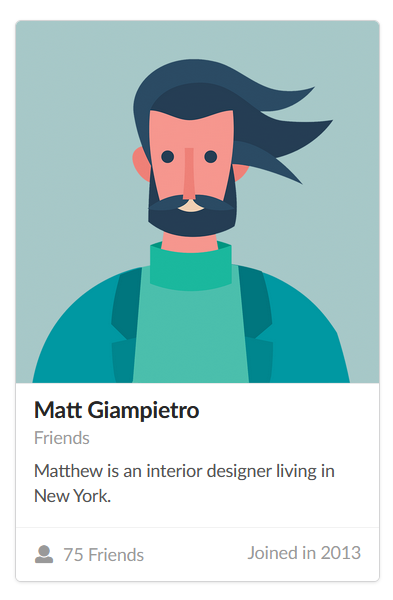 Matt Giampietro
Friends
Matthew is an interior designer living in
New York.
75 Friends
Joined in 2013